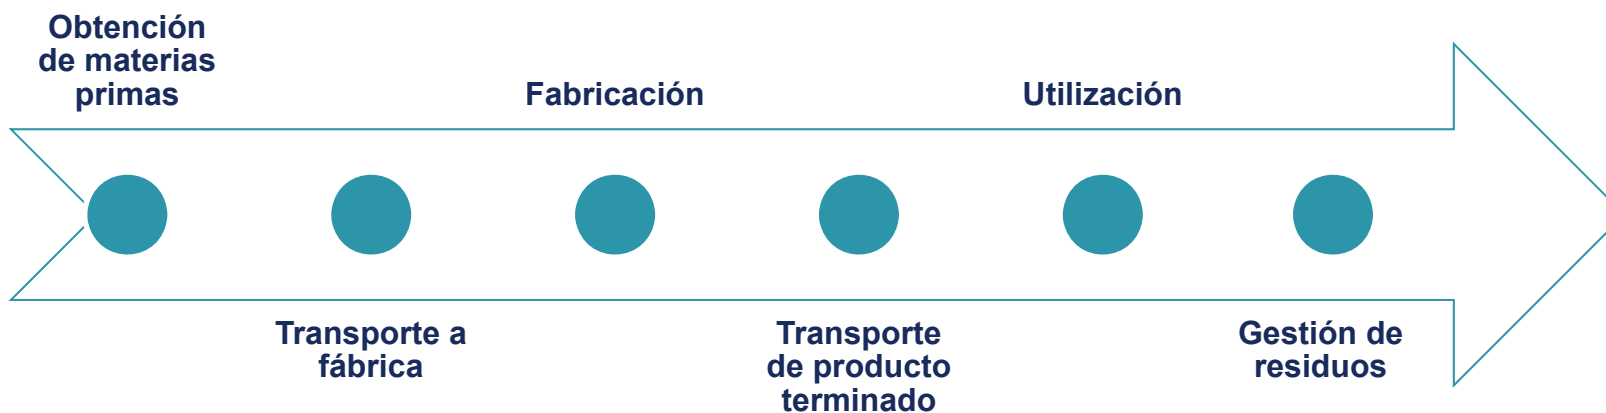 Obtención
de materias
primas
Transporte a
fábrica
Fabricación
Transporte
de producto
terminado
Utilización
Gestión de
residuos